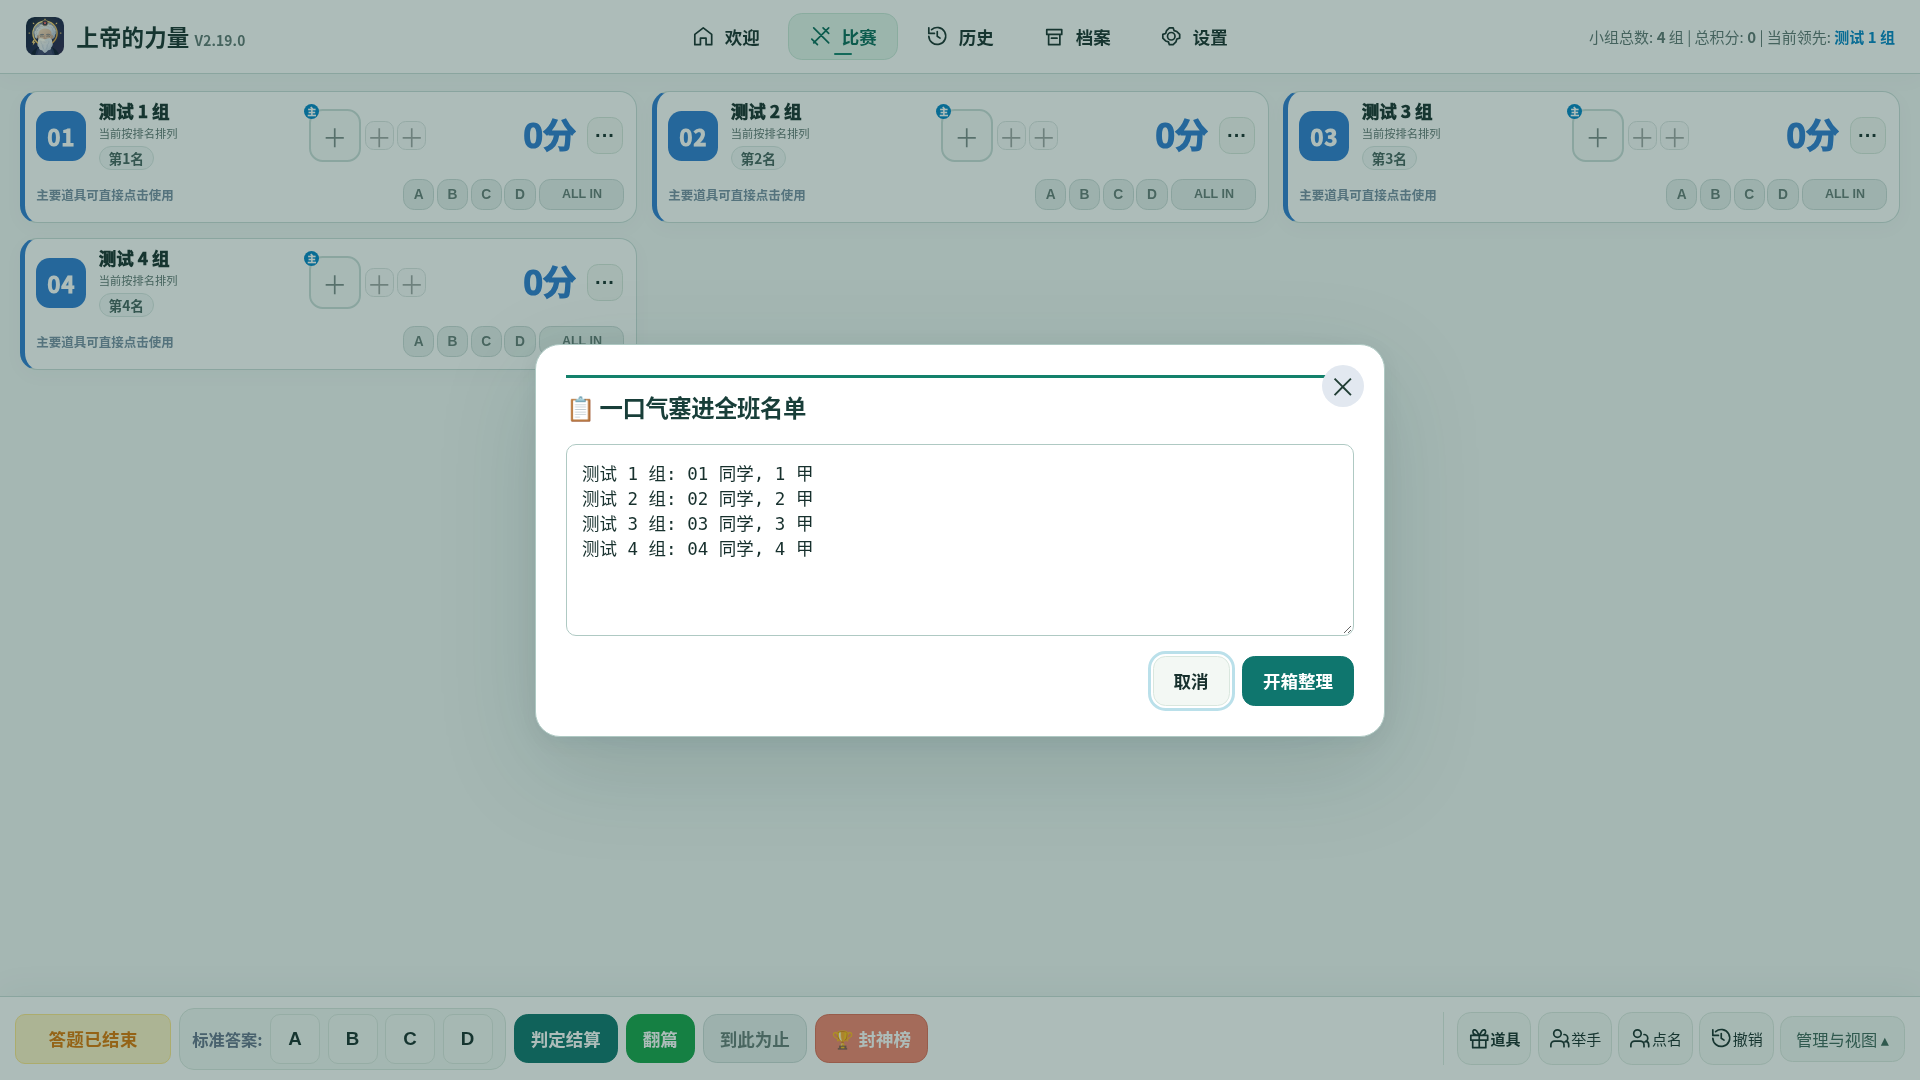 上帝的力量 V2.19.0
欢迎
比赛
历史
档案
设置
小组总数: 4 组 | 总积分: 0 | 当前领先: 测试 1 组
01
测试 1 组
当前按排名排列
第1名
主
0分
主要道具可直接点击使用
A
B
C
D
ALL IN
02
测试 2 组
当前按排名排列
第2名
主
0分
主要道具可直接点击使用
A
B
C
D
ALL IN
03
测试 3 组
当前按排名排列
第3名
主
0分
主要道具可直接点击使用
A
B
C
D
ALL IN
04
测试 4 组
当前按排名排列
第4名
主
0分
主要道具可直接点击使用
A
B
C
D
ALL IN
一口气塞进全班名单
测试 1 组: 01 同学, 1 甲
测试 2 组: 02 同学, 2 甲
测试 3 组: 03 同学, 3 甲
测试 4 组: 04 同学, 4 甲
取消
开箱整理
答题已结束
标准答案:
A
B
C
D
判定结算
翻篇
到此为止
封神榜
道具
举手
点名
撤销
管理与视图 ▴